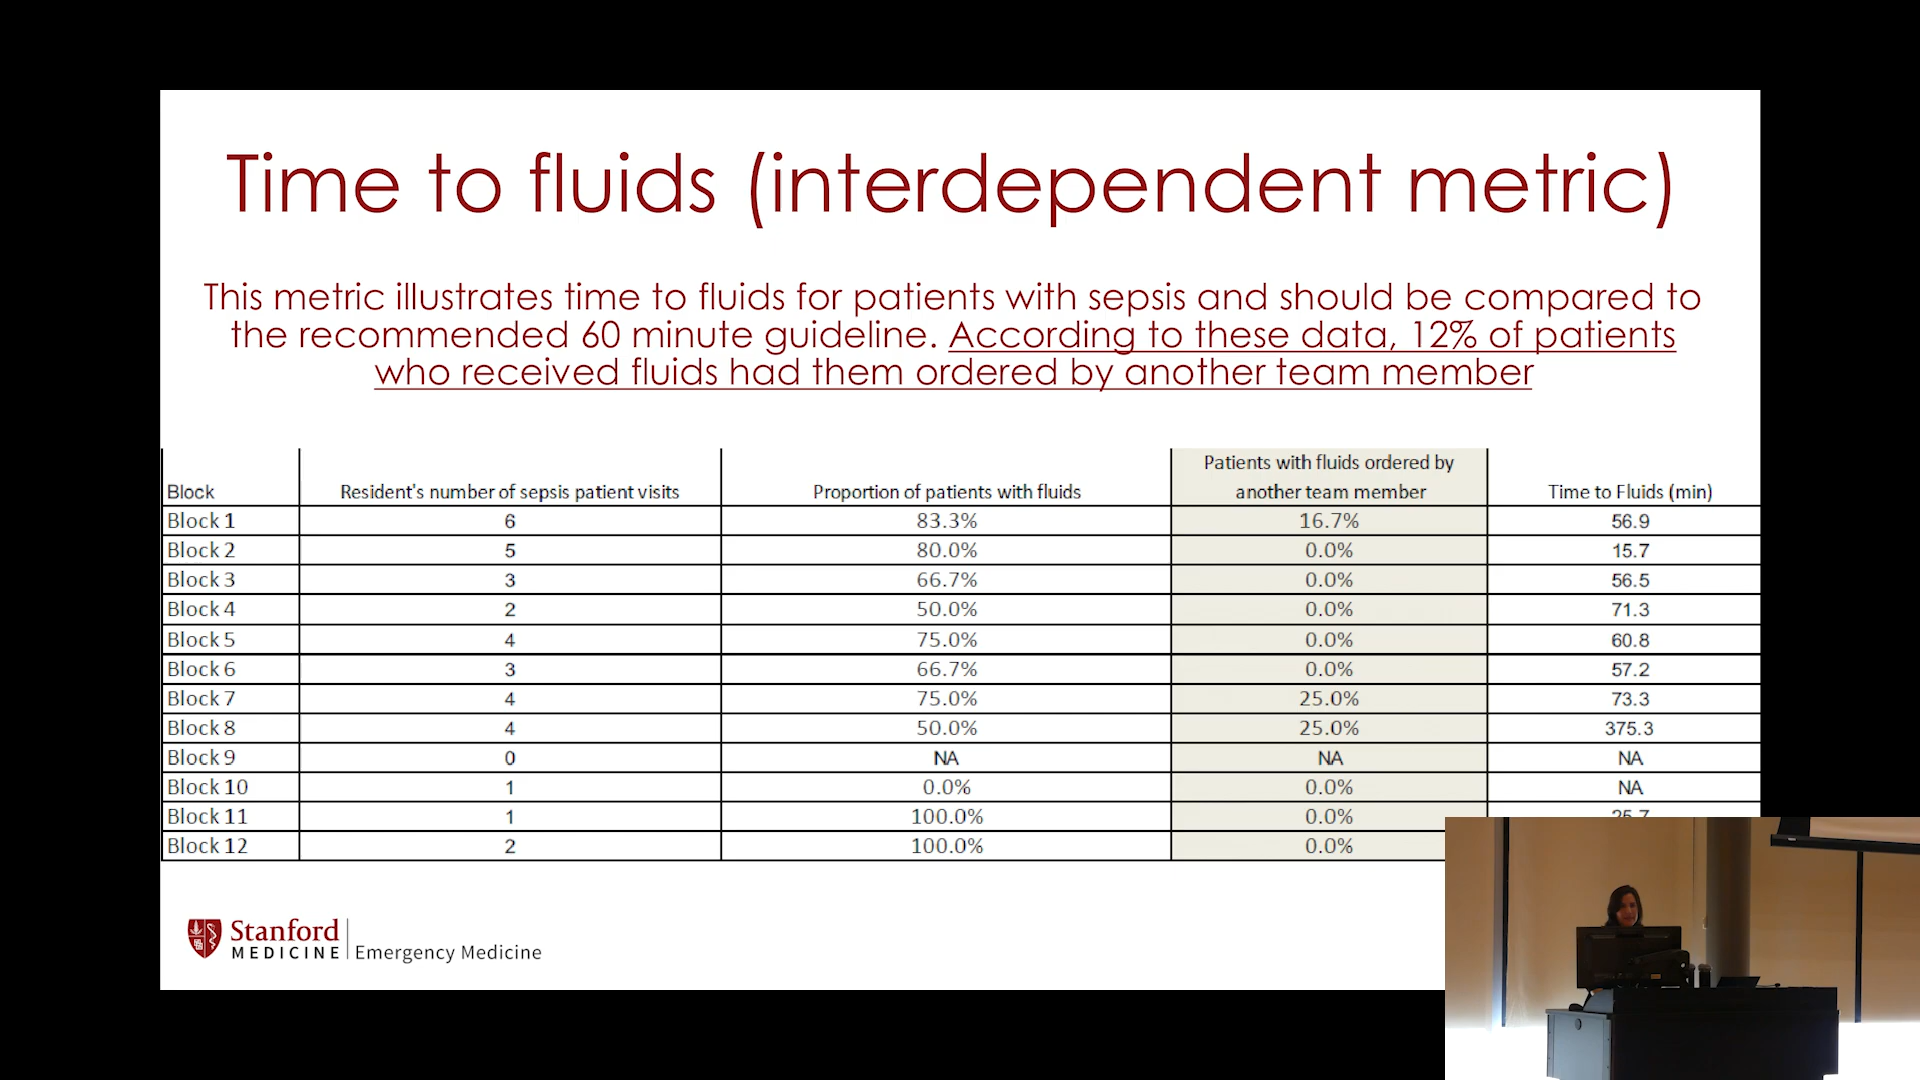 Time to fluids (interdependent metric)
This metric illustrates time to fluids for patients with sepsis and should be compared to
the recommended 60 minute guideline. According to these data, 12% of patients
who received fluids had them ordered by another team member
Block Resident's number of sepsis patient visits Proportion of patients with fluids Patients with fluids ordered by another team member Time to Fluids (min)
Block 1 6 83.3% 16.7% 56.9
Block 2 5 80.0% 0.0% 15.7
Block 3 3 66.7% 0.0% 56.5
Block 4 2 50.0% 0.0% 71.3
Block 5 4 75.0% 0.0% 60.8
Block 6 3 66.7% 0.0% 57.2
Block 7 4 75.0% 25.0% 73.3
Block 8 4 50.0% 25.0% 375.3
Block 9 0 NA NA NA
Block 10 1 0.0% 0.0% NA
Block 11 1 100.0% 0.0%
Block 12 2 100.0% 0.0%
Stanford
MEDICINE Emergency Medicine